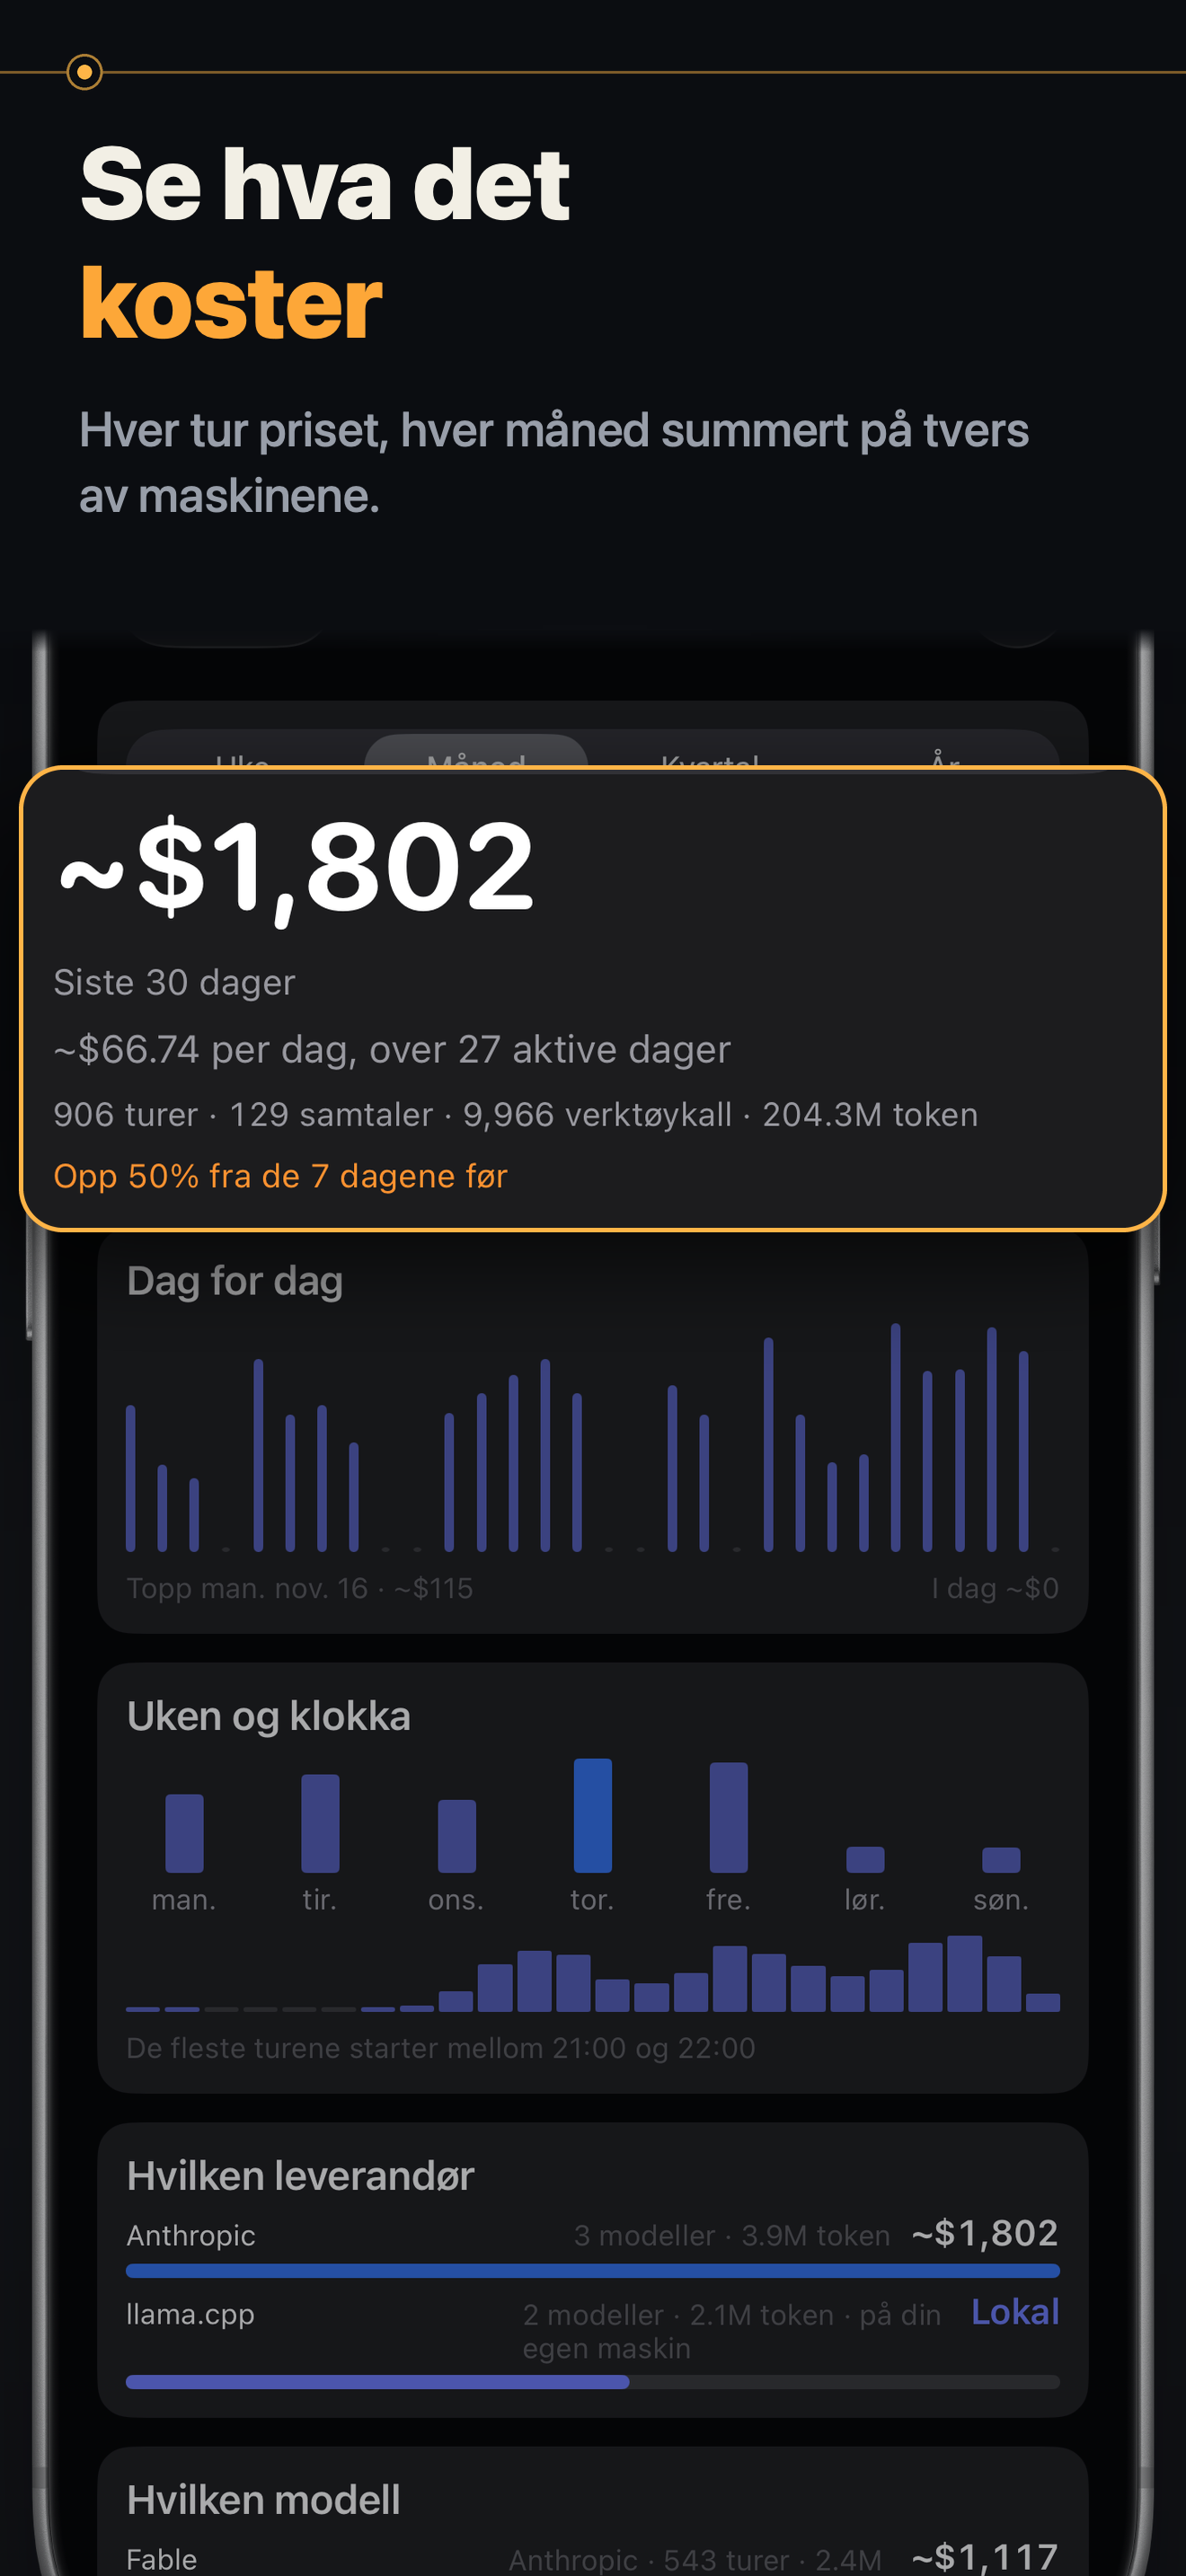 Se hva det
koster
Hver tur priset, hver måned summert på tvers
av maskinene.
Uke Måned Kvartal År
~$1,802
Siste 30 dager
~$66.74 per dag, over 27 aktive dager
906 turer · 129 samtaler · 9,966 verktøykall · 204.3M token
Opp 50% fra de 7 dagene før
Dag for dag
Topp man. nov. 16 · ~$115 I dag ~$0
Uken og klokka
man. tir. ons. tor. fre. lør. søn.
De fleste turene starter mellom 21:00 og 22:00
Hvilken leverandør
Anthropic 3 modeller · 3.9M token ~$1,802
llama.cpp 2 modeller · 2.1M token · på din Lokal
egen maskin
Hvilken modell
Fable Anthropic · 543 turer · 2.4M ~$1,117